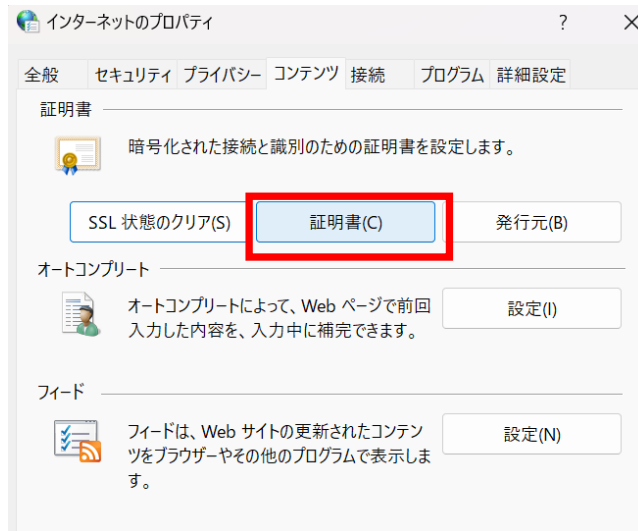 インターネットのプロパティ ? ×
全般 セキュリティ プライバシー コンテンツ 接続 プログラム 詳細設定
証明書
暗号化された接続と識別のための証明書を設定します。
SSL 状態のクリア(S) 証明書(C) 発行元(B)
オートコンプリート
オートコンプリートによって、Web ページで前回
入力した内容を、入力中に補完できます。
設定(I)
フィード
フィードは、Web サイトの更新されたコンテン
ツをブラウザーやその他のプログラムで表示しま
す。
設定(N)